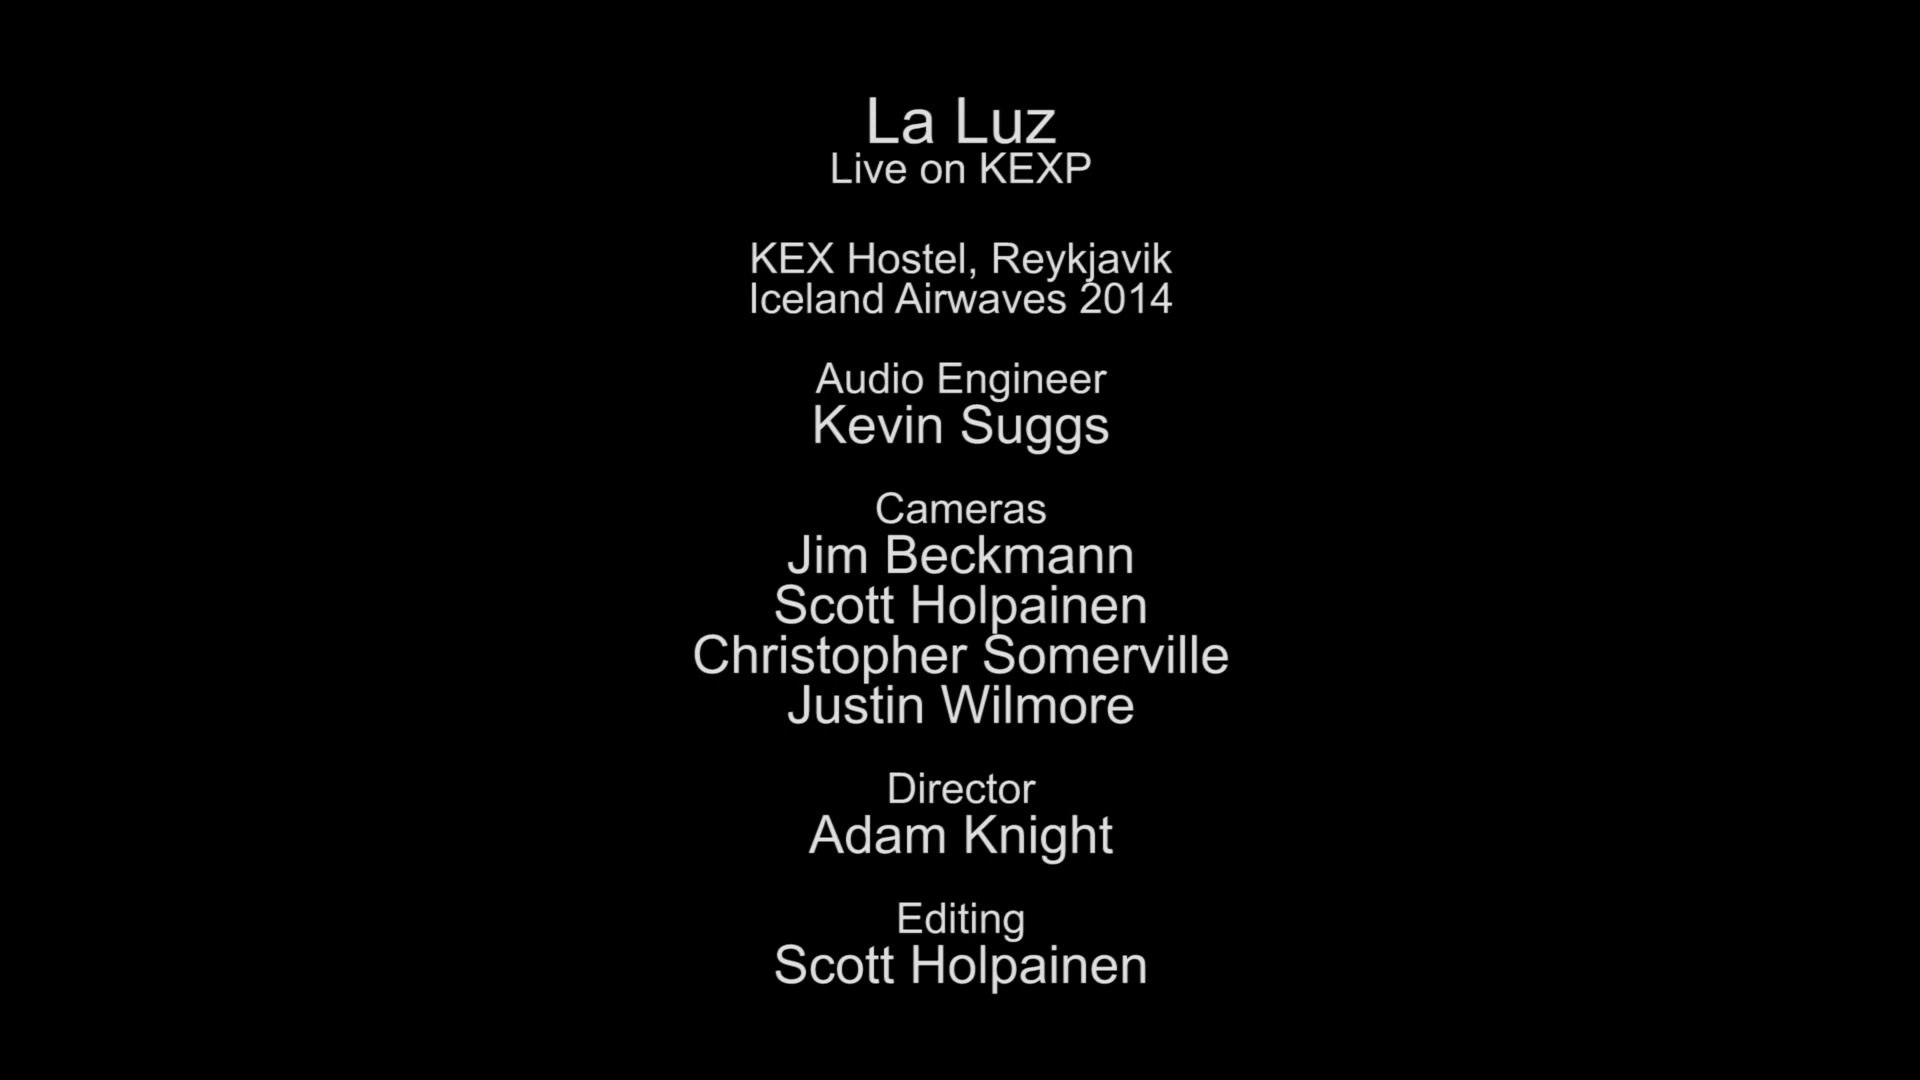 La Luz
Live on KEXP
KEX Hostel, Reykjavik
Iceland Airwaves 2014
Audio Engineer
Kevin Suggs
Cameras
Jim Beckmann
Scott Holpainen
Christopher Somerville
Justin Wilmore
Director
Adam Knight
Editing
Scott Holpainen